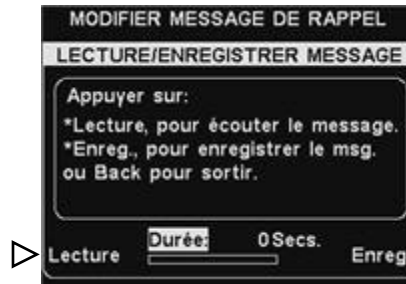 MODIFIER MESSAGE DE RAPPEL
LECTURE/ENREGISTRER MESSAGE
Appuyer sur:
*Lecture, pour écouter le message.
*Enreg., pour enregistrer le msg.
ou Back pour sortir.
Durée: 0Secs.
Lecture Enreg